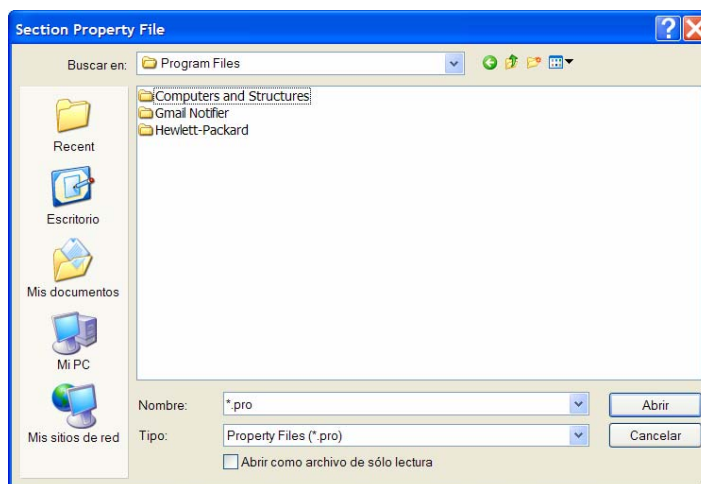 Section Property File
Buscar en:
Program Files
Computers and Structures
Gmail Notifier
Hewlett-Packard
Recent
Escritorio
Mis documentos
Mi PC
Mis sitios de red
Nombre:
*.pro
Abrir
Tipo:
Property Files (*.pro)
Cancelar
Abrir como archivo de sólo lectura